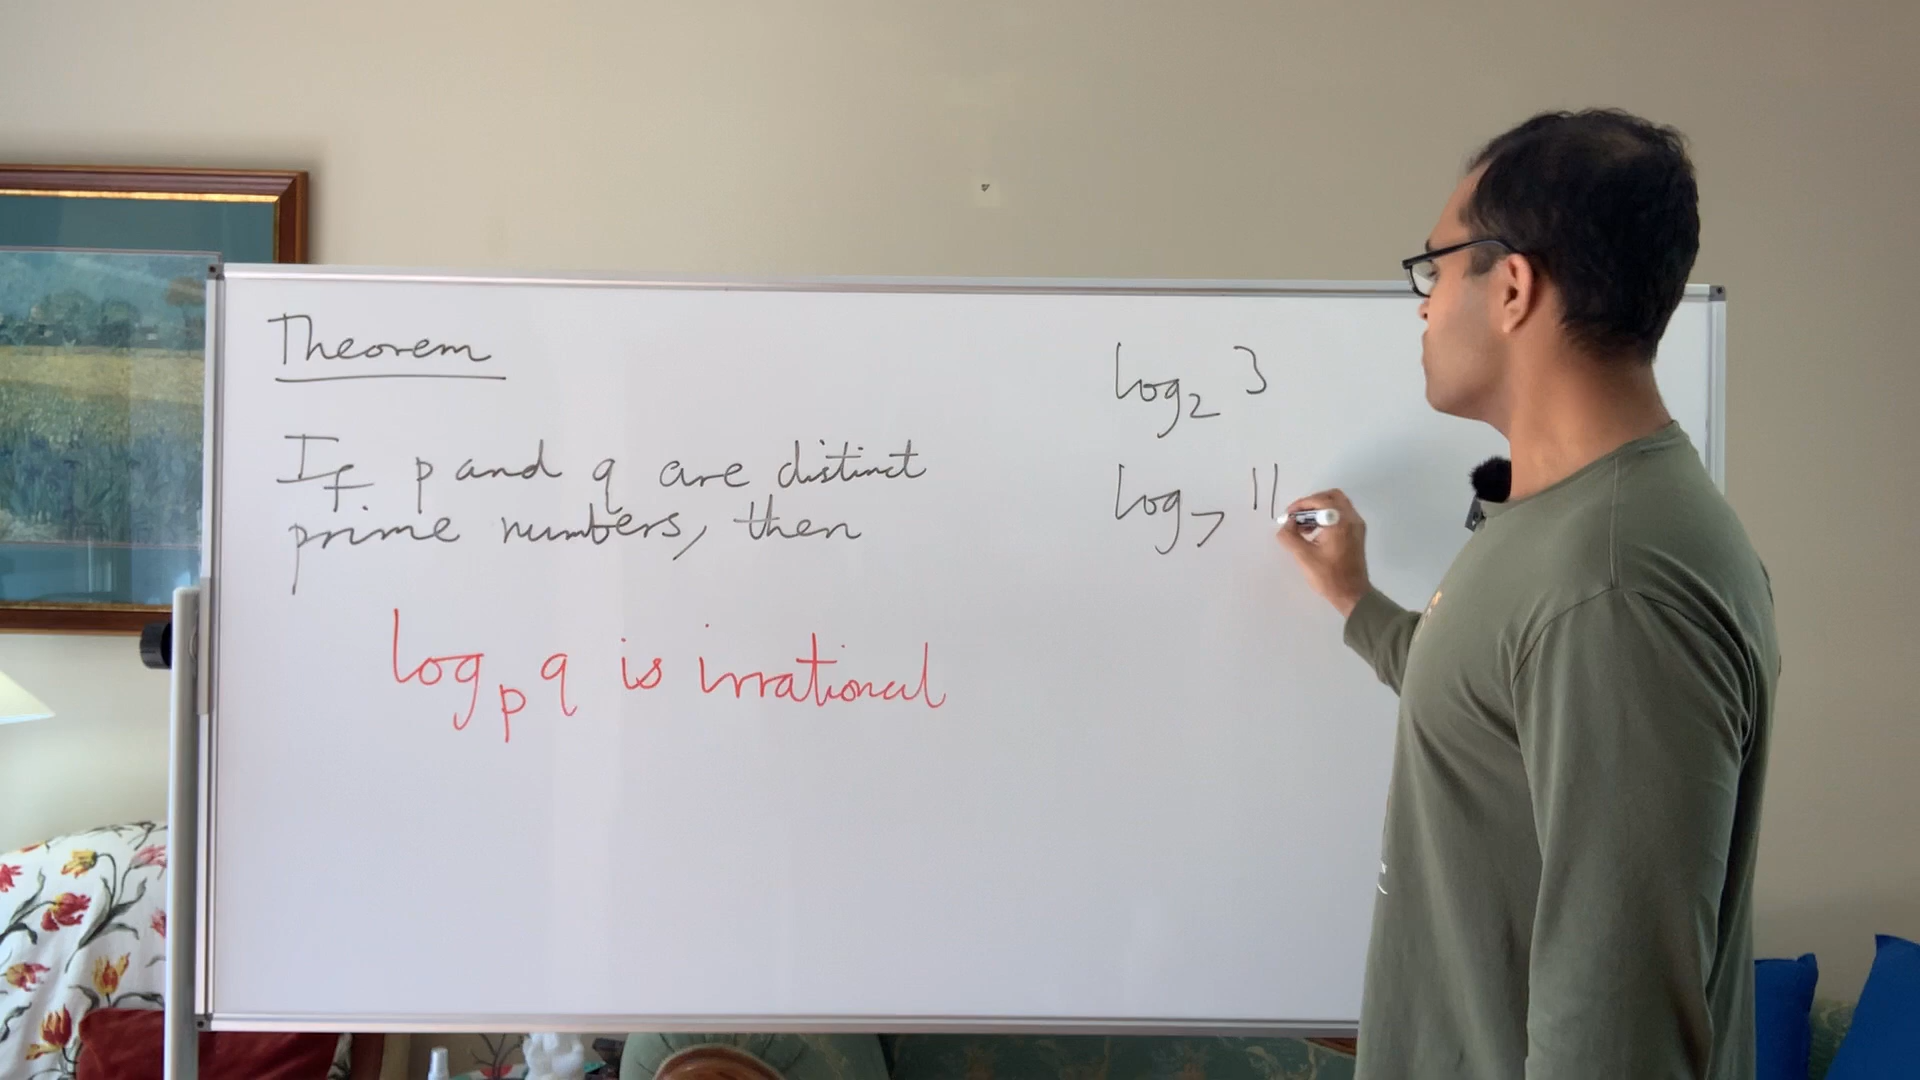 Theorem
If p and q are distinct
prime numbers, then
log_p q is irrational
log_2 3
log_7 11